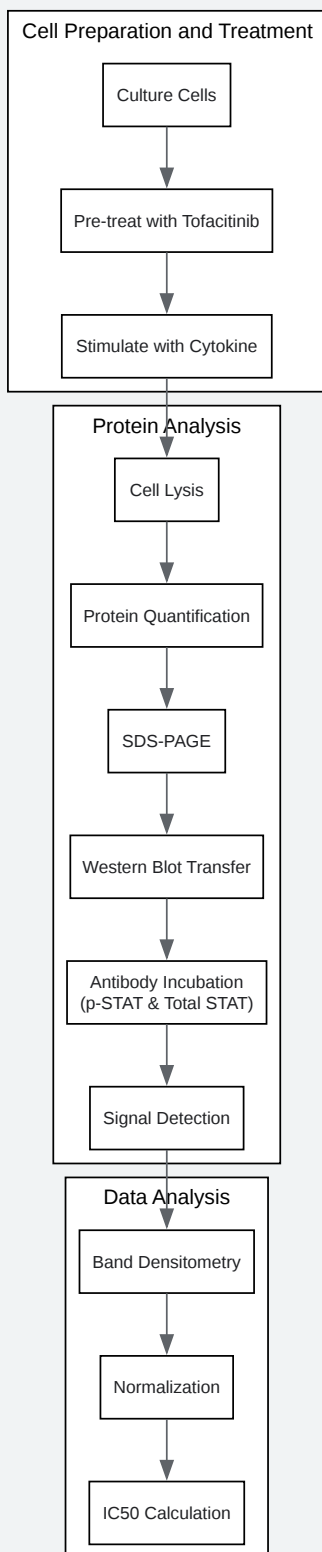 Cell Preparation and Treatment
Culture Cells
Pre-treat with Tofacitinib
Stimulate with Cytokine
Protein Analysis
Cell Lysis
Protein Quantification
SDS-PAGE
Western Blot Transfer
Antibody Incubation
(p-STAT & Total STAT)
Signal Detection
Data Analysis
Band Densitometry
Normalization
IC50 Calculation